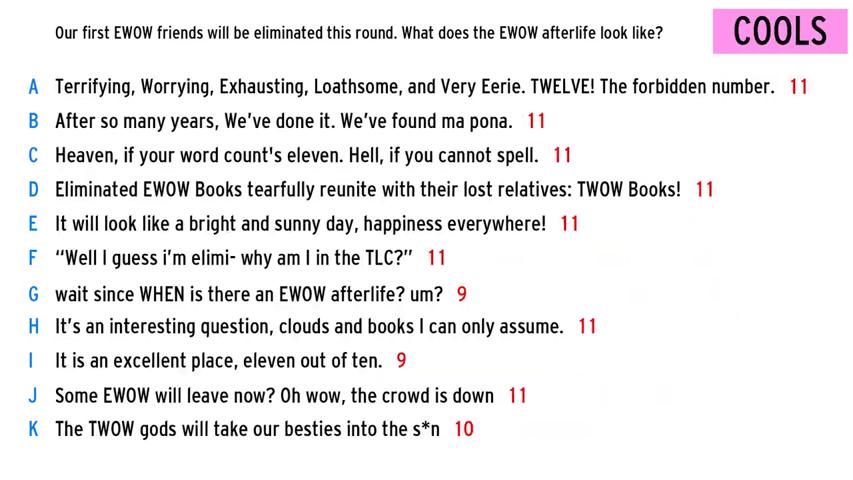 Our first EWOW friends will be eliminated this round. What does the EWOW afterlife look like?
COOLS
A Terrifying, Worrying, Exhausting, Loathsome, and Very Eerie. TWELVE! The forbidden number. 11
B After so many years, We've done it. We've found ma pona. 11
C Heaven, if your word count's eleven. Hell, if you cannot spell. 11
D Eliminated EWOW Books tearfully reunite with their lost relatives: TWOW Books! 11
E It will look like a bright and sunny day, happiness everywhere! 11
F “Well I guess i’m elimi- why am I in the TLC?” 11
G wait since WHEN is there an EWOW afterlife? um? 9
H It’s an interesting question, clouds and books I can only assume. 11
I It is an excellent place, eleven out of ten. 9
J Some EWOW will leave now? Oh wow, the crowd is down 11
K The TWOW gods will take our besties into the s*n 10